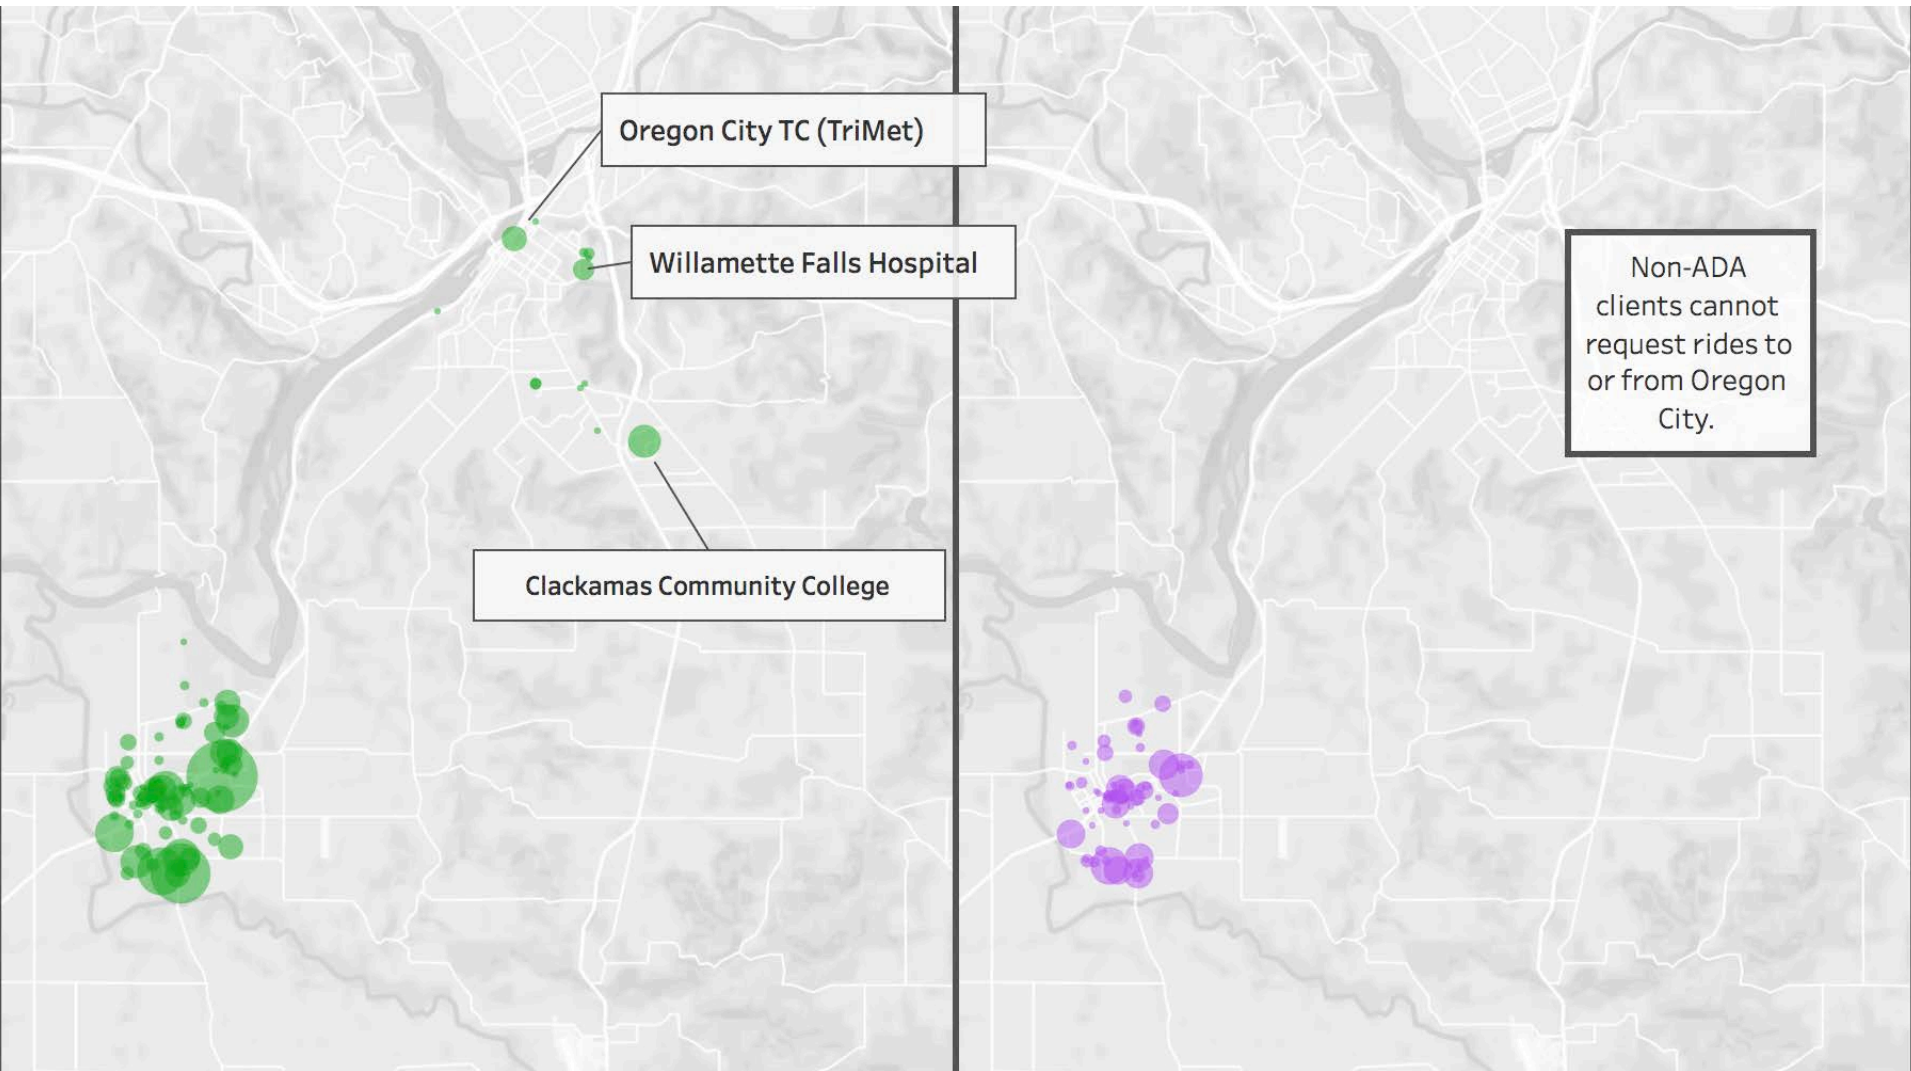 Oregon City TC (TriMet)
Willamette Falls Hospital
Clackamas Community College
Non-ADA
clients cannot
request rides to
or from Oregon
City.